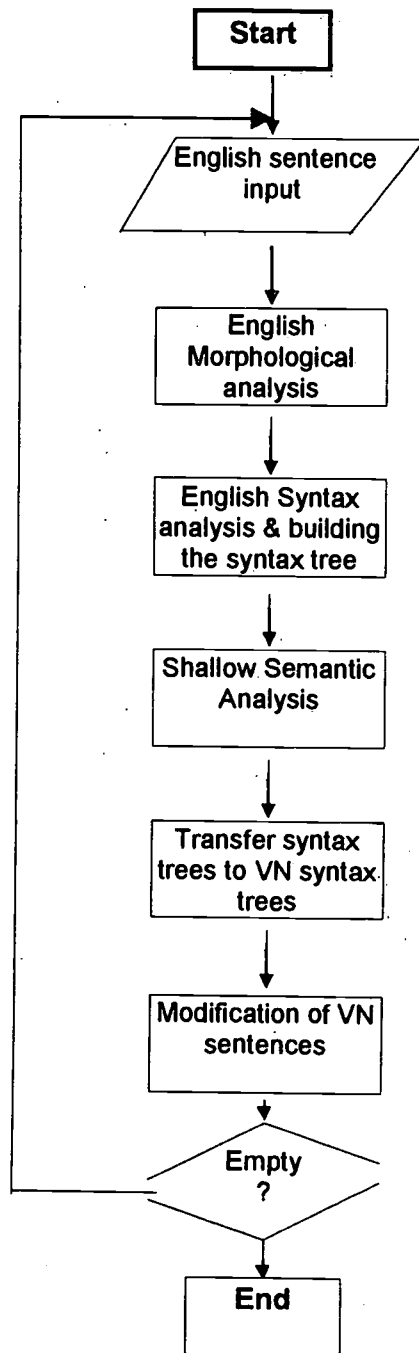 Start
English sentence
input
English
Morphological
analysis
English Syntax
analysis & building
the syntax tree
Shallow Semantic
Analysis
Transfer syntax
trees to VN syntax
trees
Modification of VN
sentences
Empty
?
End